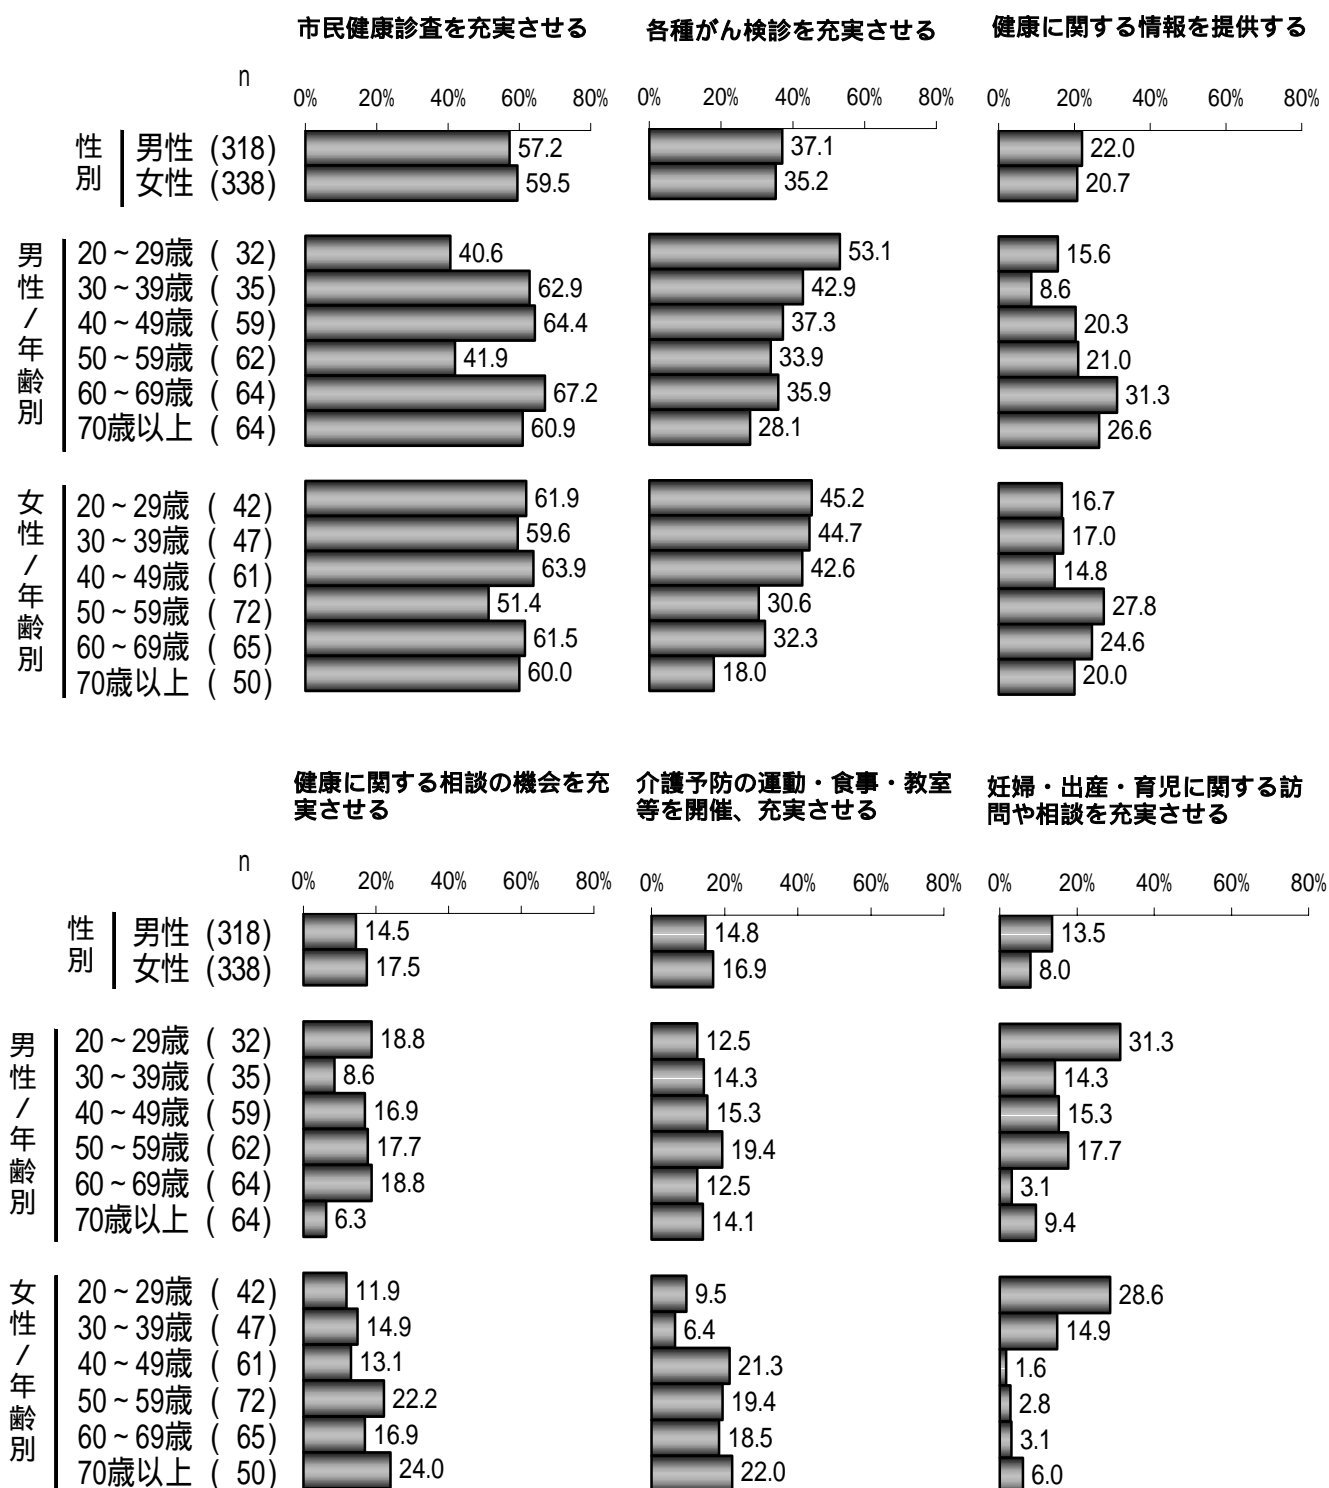 市民健康診査を充実させる 各種がん検診を充実させる 健康に関する情報を提供する
n
0% 20% 40% 60% 80% 0% 20% 40% 60% 80% 0% 20% 40% 60% 80%
性別
男性 (318) 57.2 37.1 22.0
女性 (338) 59.5 35.2 20.7
男性/年齢別
20~29歳 ( 32) 40.6 53.1 15.6
30~39歳 ( 35) 62.9 42.9 8.6
40~49歳 ( 59) 64.4 37.3 20.3
50~59歳 ( 62) 41.9 33.9 21.0
60~69歳 ( 64) 67.2 35.9 31.3
70歳以上 ( 64) 60.9 28.1 26.6
女性/年齢別
20~29歳 ( 42) 61.9 45.2 16.7
30~39歳 ( 47) 59.6 44.7 17.0
40~49歳 ( 61) 63.9 42.6 14.8
50~59歳 ( 72) 51.4 30.6 27.8
60~69歳 ( 65) 61.5 32.3 24.6
70歳以上 ( 50) 60.0 18.0 20.0
健康に関する相談の機会を充 介護予防の運動・食事・教室 妊婦・出産・育児に関する訪
実させる 等を開催、充実させる 問や相談を充実させる
n
0% 20% 40% 60% 80% 0% 20% 40% 60% 80% 0% 20% 40% 60% 80%
性別
男性 (318) 14.5 14.8 13.5
女性 (338) 17.5 16.9 8.0
男性/年齢別
20~29歳 ( 32) 18.8 12.5 31.3
30~39歳 ( 35) 8.6 14.3 14.3
40~49歳 ( 59) 16.9 15.3 15.3
50~59歳 ( 62) 17.7 19.4 17.7
60~69歳 ( 64) 18.8 12.5 3.1
70歳以上 ( 64) 6.3 14.1 9.4
女性/年齢別
20~29歳 ( 42) 11.9 9.5 28.6
30~39歳 ( 47) 14.9 6.4 14.9
40~49歳 ( 61) 13.1 21.3 1.6
50~59歳 ( 72) 22.2 19.4 2.8
60~69歳 ( 65) 16.9 18.5 3.1
70歳以上 ( 50) 24.0 22.0 6.0